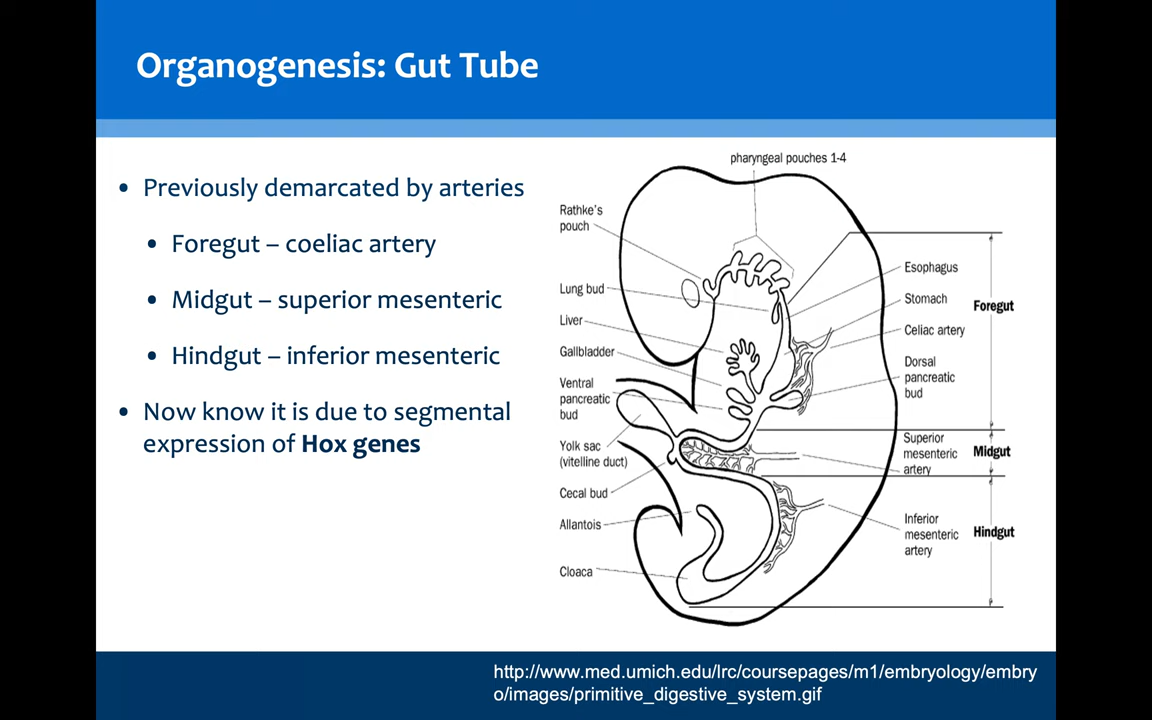 Organogenesis: Gut Tube
• Previously demarcated by arteries
• Foregut – coeliac artery
• Midgut – superior mesenteric
• Hindgut – inferior mesenteric
• Now know it is due to segmental
expression of Hox genes
pharyngeal pouches 1-4
Rathke's
pouch
Lung bud
Liver
Gallbladder
Ventral
pancreatic
bud
Yolk sac
(vitelline duct)
Cecal bud
Allantois
Cloaca
Esophagus
Stomach
Celiac artery
Dorsal
pancreatic
bud
Superior
mesenteric
artery
Inferior
mesenteric
artery
Foregut
Midgut
Hindgut
http://www.med.umich.edu/lrc/coursepages/m1/embryology/embry
o/images/primitive_digestive_system.gif